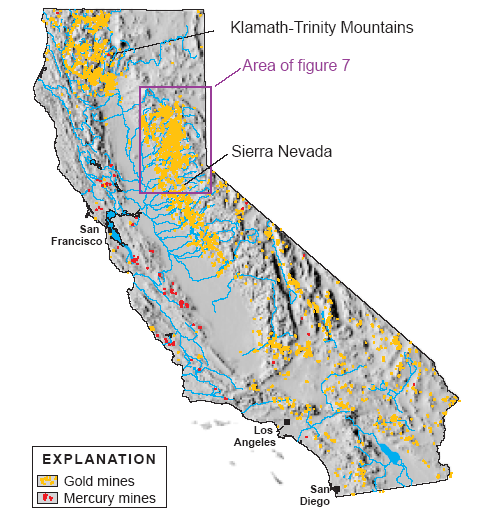 Klamath-Trinity Mountains
Area of figure 7
Sierra Nevada
San
Francisco
Los
Angeles
San
Diego
EXPLANATION
Gold mines
Mercury mines